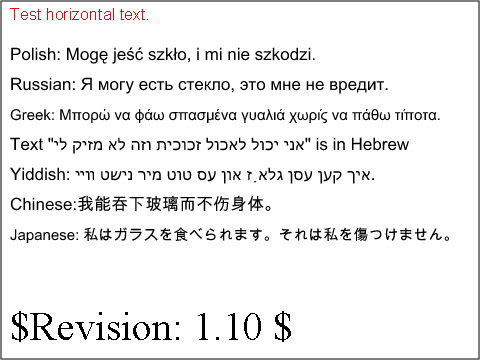 Test horizontal text.
Polish: Mogę jeść szkło, i mi nie szkodzi.
Russian: Я могу есть стекло, это мне не вредит.
Greek: Μπορώ να φάω σπασμένα γυαλιά χωρίς να πάθω τίποτα.
Text "אני יכול לאכול זכוכית וזה לא מזיק לי" is in Hebrew
Yiddish: איך קען עסן גלאָז און עס טוט מיר נישט וויי.
Chinese:我能吞下玻璃而不伤身体。
Japanese: 私はガラスを食べられます。それは私を傷つけません。
$Revision: 1.10 $